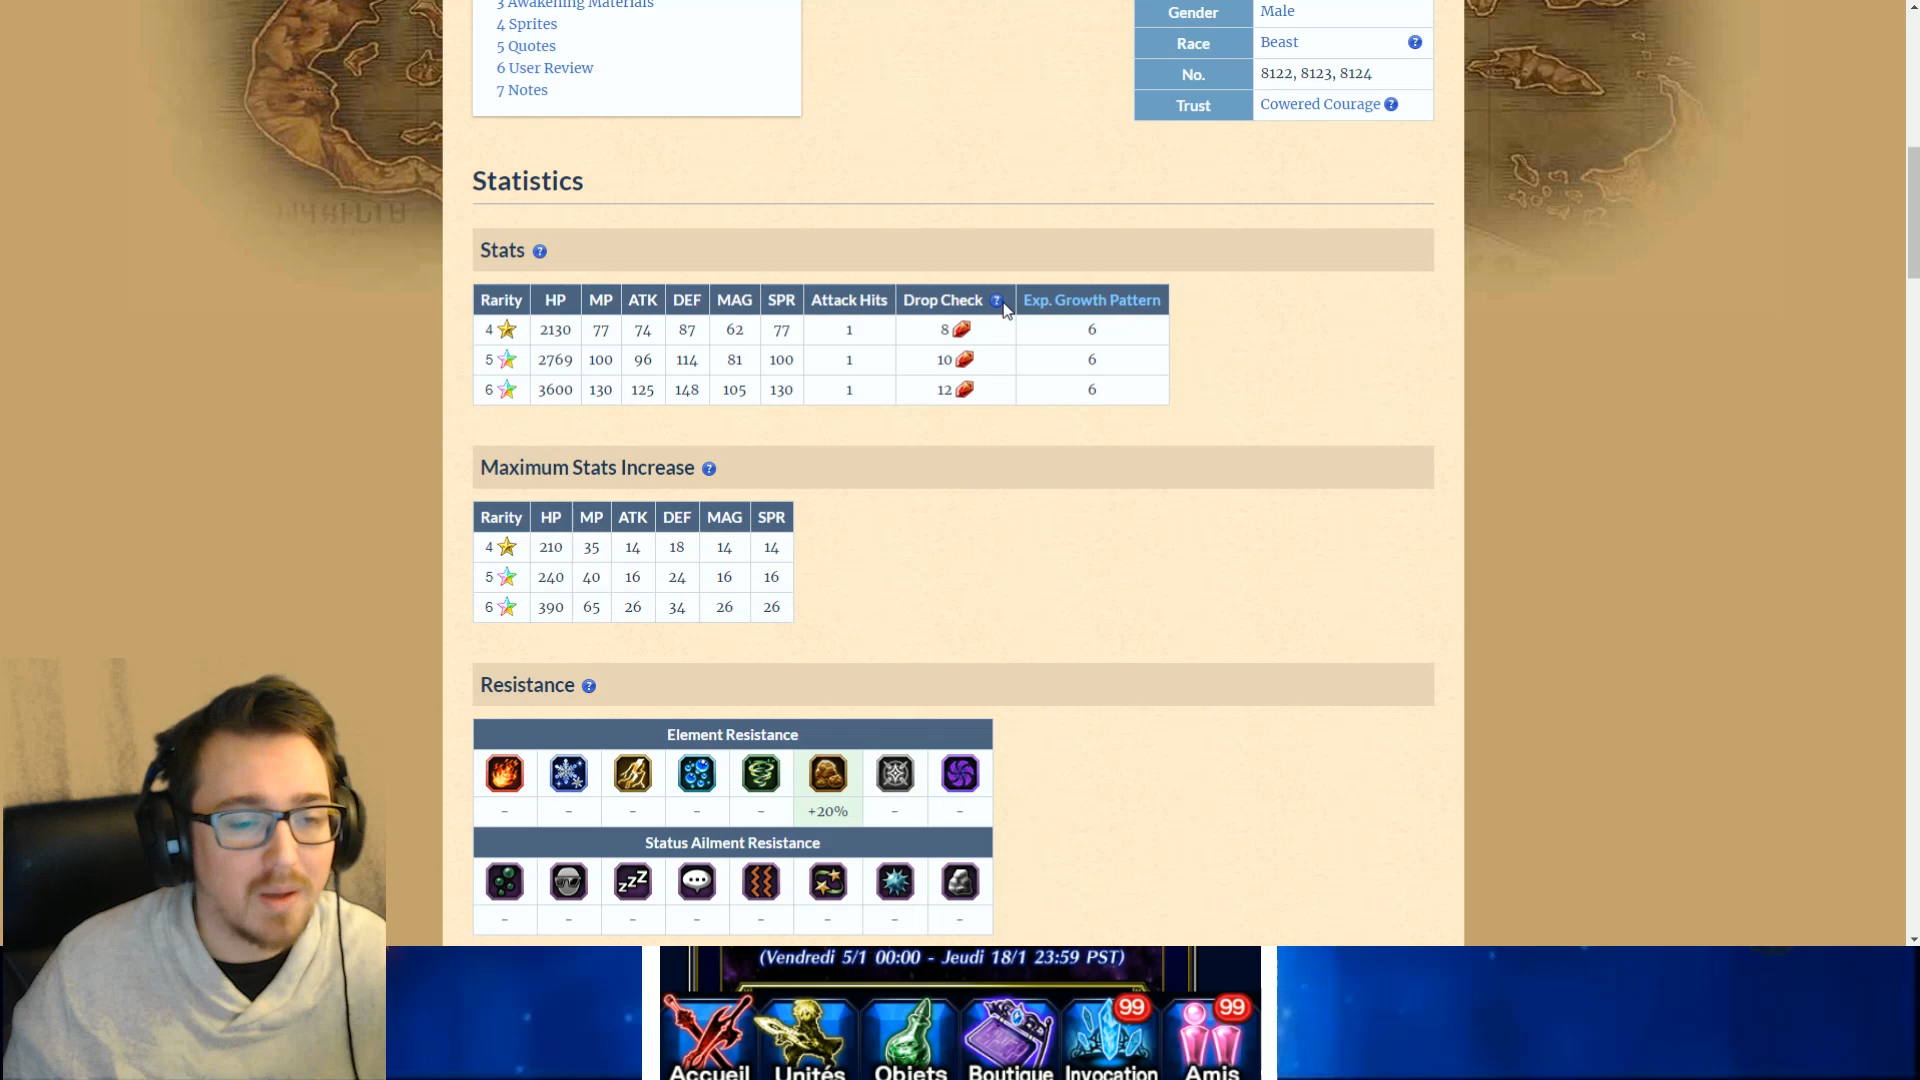 3 Awakening Materials
4 Sprites
5 Quotes
6 User Review
7 Notes
Gender Male
Race Beast ?
No. 8122, 8123, 8124
Trust Cowered Courage ?
Statistics
Stats ?
Rarity HP MP ATK DEF MAG SPR Attack Hits Drop Check ? Exp. Growth Pattern
4 2130 77 74 87 62 77 1 8 6
5 2769 100 96 114 81 100 1 10 6
6 3600 130 125 148 105 130 1 12 6
Maximum Stats Increase ?
Rarity HP MP ATK DEF MAG SPR
4 210 35 14 18 14 14
5 240 40 16 24 16 16
6 390 65 26 34 26 26
Resistance ?
Element Resistance
- - - - - +20% - -
Status Ailment Resistance
zzZ
- - - - - - - -
(Vendredi 5/1 00:00 - Jeudi 18/1 23:59 PST)
99 99
Accueil Unités Objets Boutique Invocation Amis